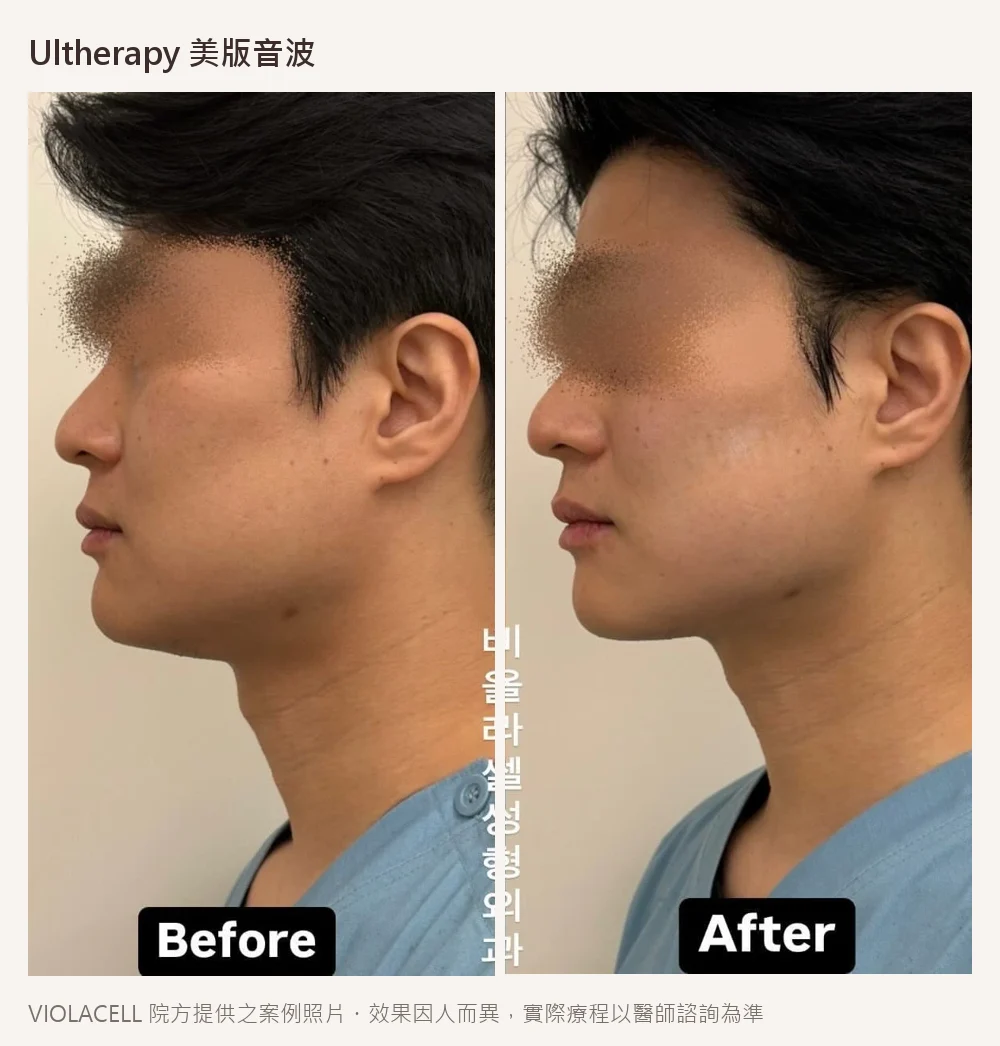 Ultherapy 美版音波
비올라셀성형외과
Before
After
VIOLACELL 院方提供之案例照片・效果因人而異，實際療程以醫師諮詢為準